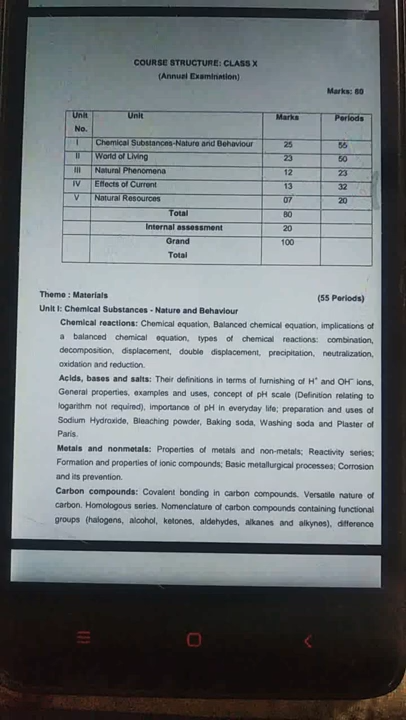 COURSE STRUCTURE: CLASS X
(Annual Examination)
Marks: 80
Unit No. Unit Marks Periods
I Chemical Substances-Nature and Behaviour 25 55
II World of Living 23 50
III Natural Phenomena 12 23
IV Effects of Current 13 32
V Natural Resources 07 20
Total 80
Internal assessment 20
Grand Total 100
Theme : Materials (55 Periods)
Unit I: Chemical Substances - Nature and Behaviour
Chemical reactions: Chemical equation, Balanced chemical equation, implications of
a balanced chemical equation, types of chemical reactions: combination,
decomposition, displacement, double displacement, precipitation, neutralization,
oxidation and reduction.
Acids, bases and salts: Their definitions in terms of furnishing of H⁺ and OH⁻ ions,
General properties, examples and uses, concept of pH scale (Definition relating to
logarithm not required), importance of pH in everyday life; preparation and uses of
Sodium Hydroxide, Bleaching powder, Baking soda, Washing soda and Plaster of
Paris.
Metals and nonmetals: Properties of metals and non-metals; Reactivity series;
Formation and properties of ionic compounds; Basic metallurgical processes; Corrosion
and its prevention.
Carbon compounds: Covalent bonding in carbon compounds. Versatile nature of
carbon. Homologous series. Nomenclature of carbon compounds containing functional
groups (halogens, alcohol, ketones, aldehydes, alkanes and alkynes), difference